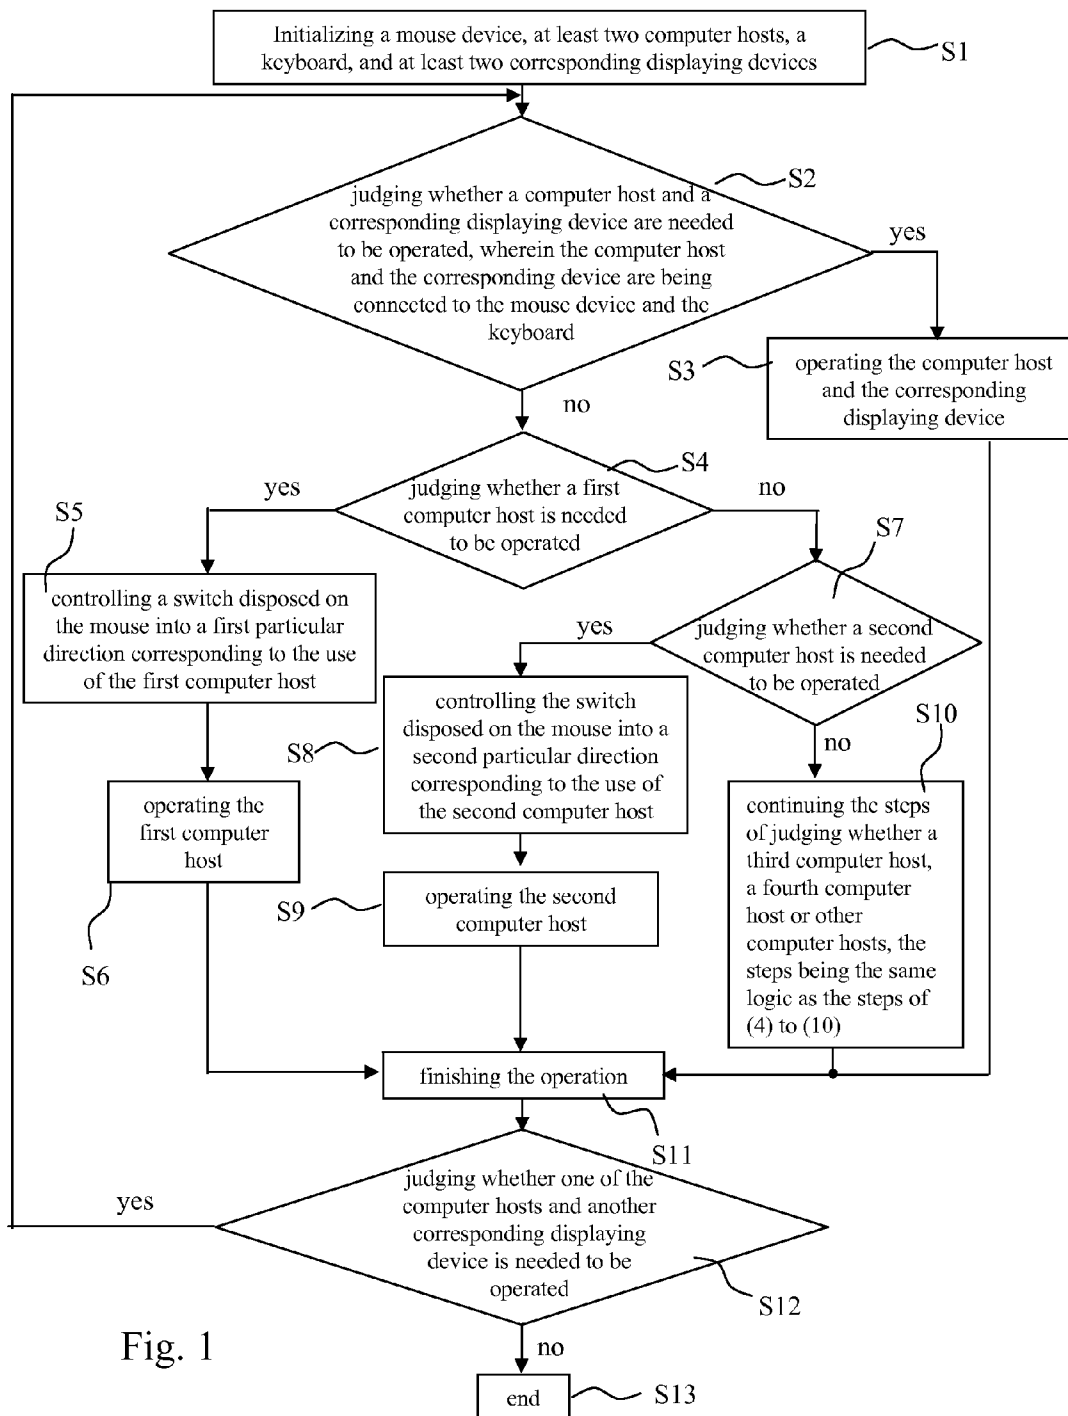 Initializing a mouse device, at least two computer hosts, a
keyboard, and at least two corresponding displaying devices
S1
S2
judging whether a computer host and a
corresponding displaying device are needed
to be operated, wherein the computer host
and the corresponding device are being
connected to the mouse device and the
keyboard
yes
S3
operating the computer host
and the corresponding
displaying device
no
S4
judging whether a first
computer host is needed
to be operated
yes
no
S5
controlling a switch disposed on
the mouse into a first particular
direction corresponding to the use
of the first computer host
S7
judging whether a second
computer host is needed
to be operated
yes
S8
controlling the switch
disposed on the mouse into a
second particular direction
corresponding to the use of
the second computer host
S10
no
operating the
first computer
host
S6
continuing the steps
of judging whether a
third computer host,
a fourth computer
host or other
computer hosts, the
steps being the same
logic as the steps of
(4) to (10)
S9
operating the second
computer host
finishing the operation
S11
judging whether one of the
computer hosts and another
corresponding displaying
device is needed to be
operated
yes
S12
Fig. 1
no
end
S13